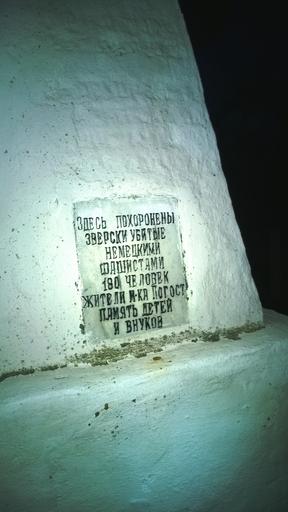 ЗДЕСЬ ПОХОРОНЕНЫ
ЗВЕРСКИ УБИТЫЕ
НЕМЕЦКИМИ
ФАШИСТАМИ
190 ЧЕЛОВЕК
ЖИТЕЛИ М-КА ПОГОСТ
ПАМЯТЬ ДЕТЕЙ
И ВНУКОВ